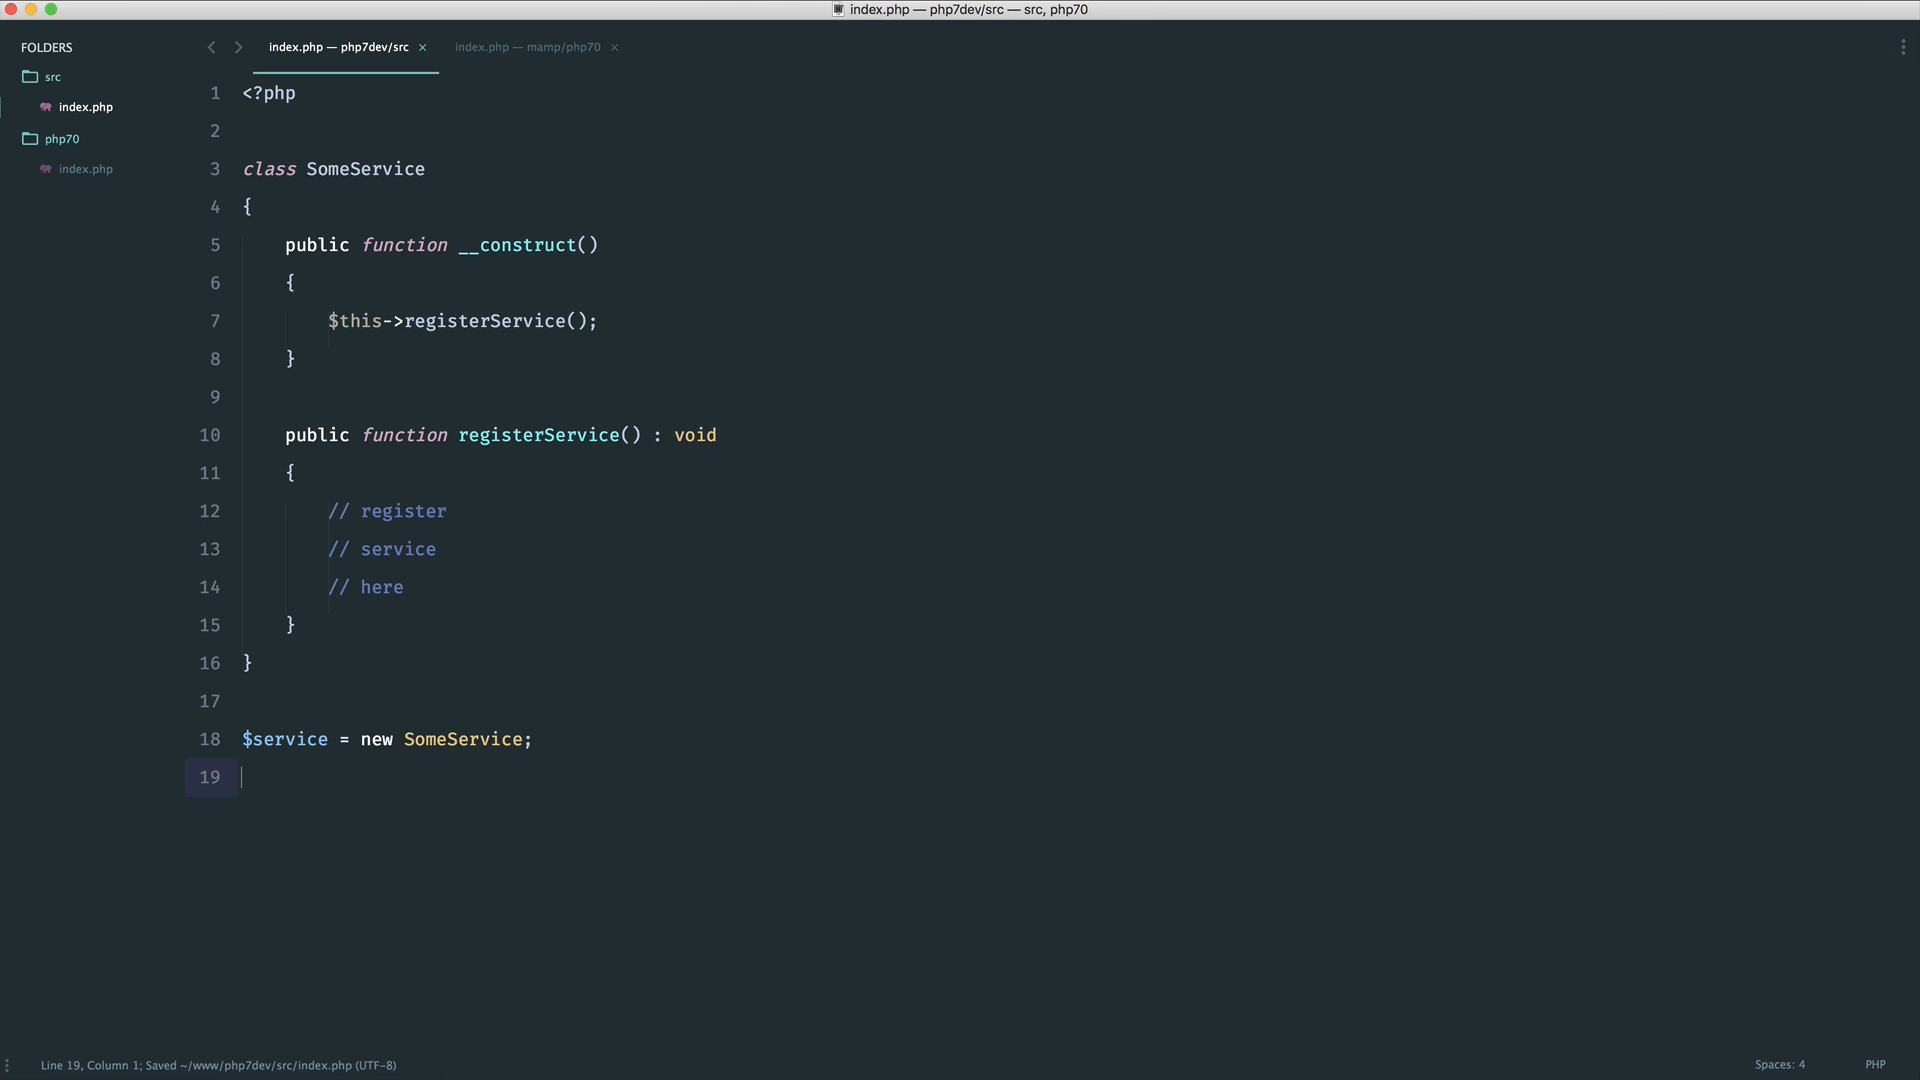 index.php — php7dev/src — src, php70
FOLDERS
src
index.php
php70
index.php
index.php — php7dev/src ×
index.php — mamp/php70 ×
1 <?php
2
3 class SomeService
4 {
5     public function __construct()
6     {
7         $this->registerService();
8     }
9
10     public function registerService() : void
11     {
12         // register
13         // service
14         // here
15     }
16 }
17
18 $service = new SomeService;
19
Line 19, Column 1; Saved ~/www/php7dev/src/index.php (UTF-8)
Spaces: 4
PHP